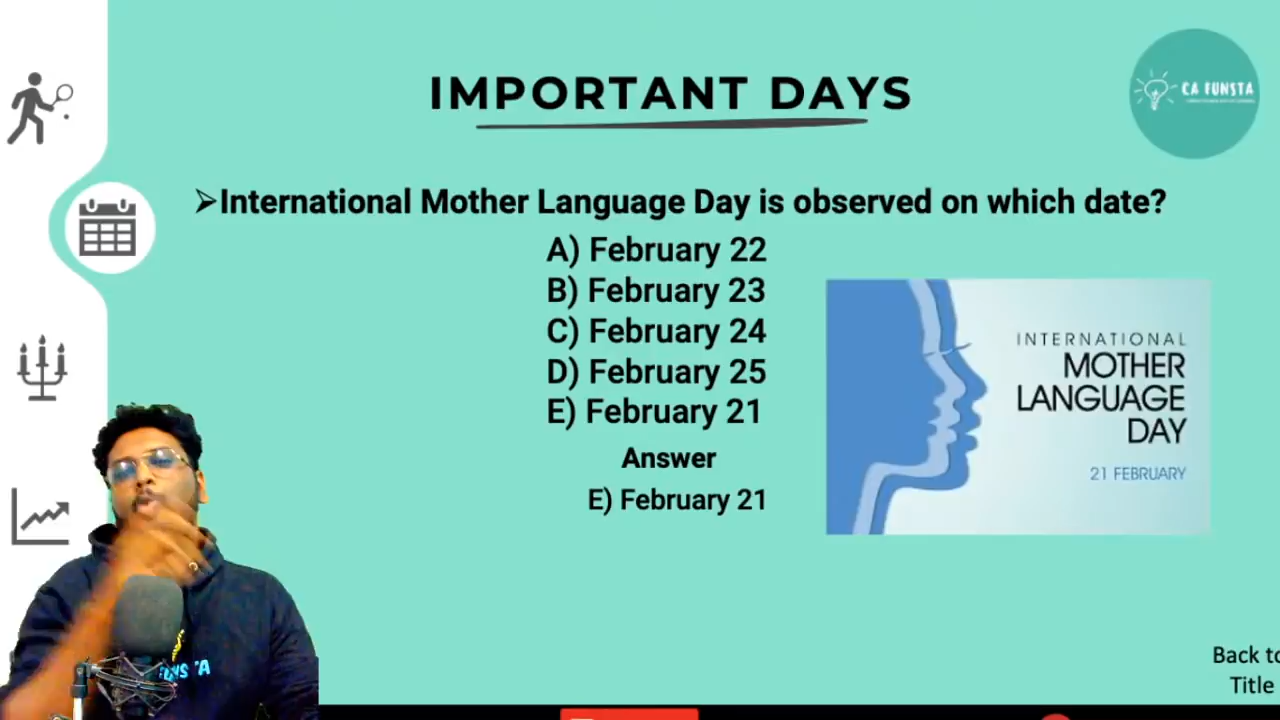 IMPORTANT DAYS
CA FUNSTA
➢International Mother Language Day is observed on which date?
A) February 22
B) February 23
C) February 24
D) February 25
E) February 21
Answer
E) February 21
INTERNATIONAL
MOTHER
LANGUAGE
DAY
21 FEBRUARY
Back to
Title